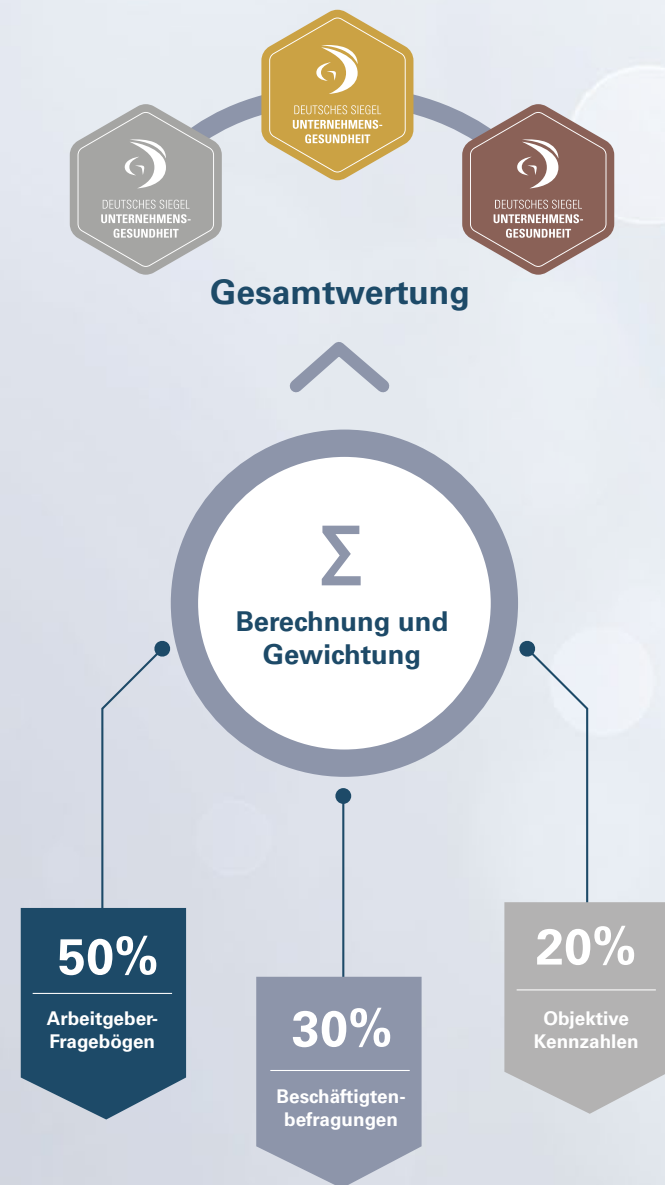 DEUTSCHES SIEGEL
UNTERNEHMENS-
GESUNDHEIT
DEUTSCHES SIEGEL
UNTERNEHMENS-
GESUNDHEIT
DEUTSCHES SIEGEL
UNTERNEHMENS-
GESUNDHEIT
Gesamtwertung
Σ
Berechnung und
Gewichtung
50%
Arbeitgeber-
Fragebögen
30%
Beschäftigten-
befragungen
20%
Objektive
Kennzahlen